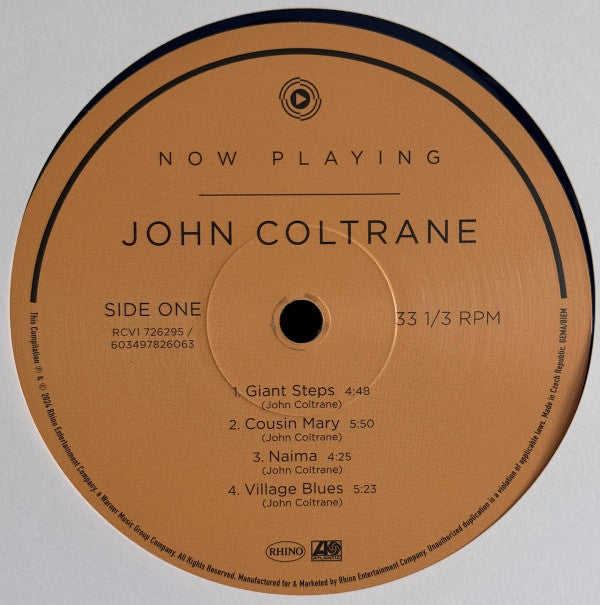 NOW PLAYING
JOHN COLTRANE
SIDE ONE
RCV1 726295 /
603497826063
33 1/3 RPM
1. Giant Steps 4:48
(John Coltrane)
2. Cousin Mary 5:50
(John Coltrane)
3. Naima 4:25
(John Coltrane)
4. Village Blues 5:23
(John Coltrane)
RHINO
ATLANTIC
This Compilation ℗ & © 2024 Rhino Entertainment Company, a Warner Music Group Company. All Rights Reserved. Manufactured for & Marketed by Rhino Entertainment Company. Unauthorized duplication is a violation of applicable laws. Made in Czech Republic. GEMA/BIEM